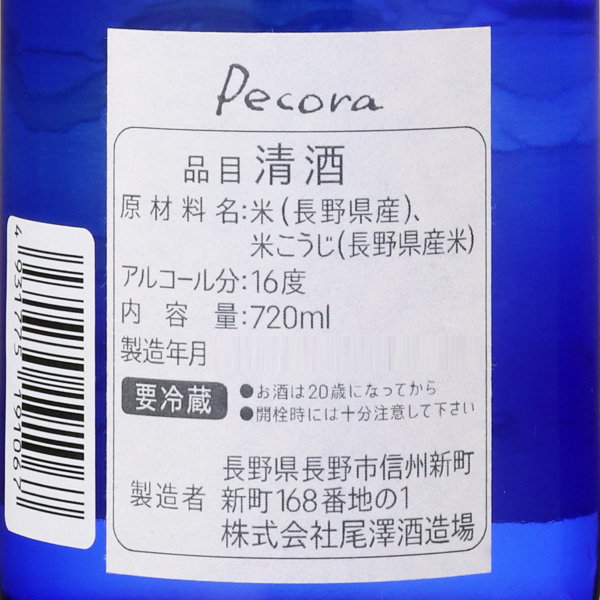 Pecora
品目 清酒
原材料名:米(長野県産)、
米こうじ(長野県産米)
アルコール分:16度
内容量:720ml
製造年月
要冷蔵
●お酒は20歳になってから
●開栓時には十分注意して下さい
製造者
長野県長野市信州新町
新町168番地の1
株式会社尾澤酒造場
4 931775 191067